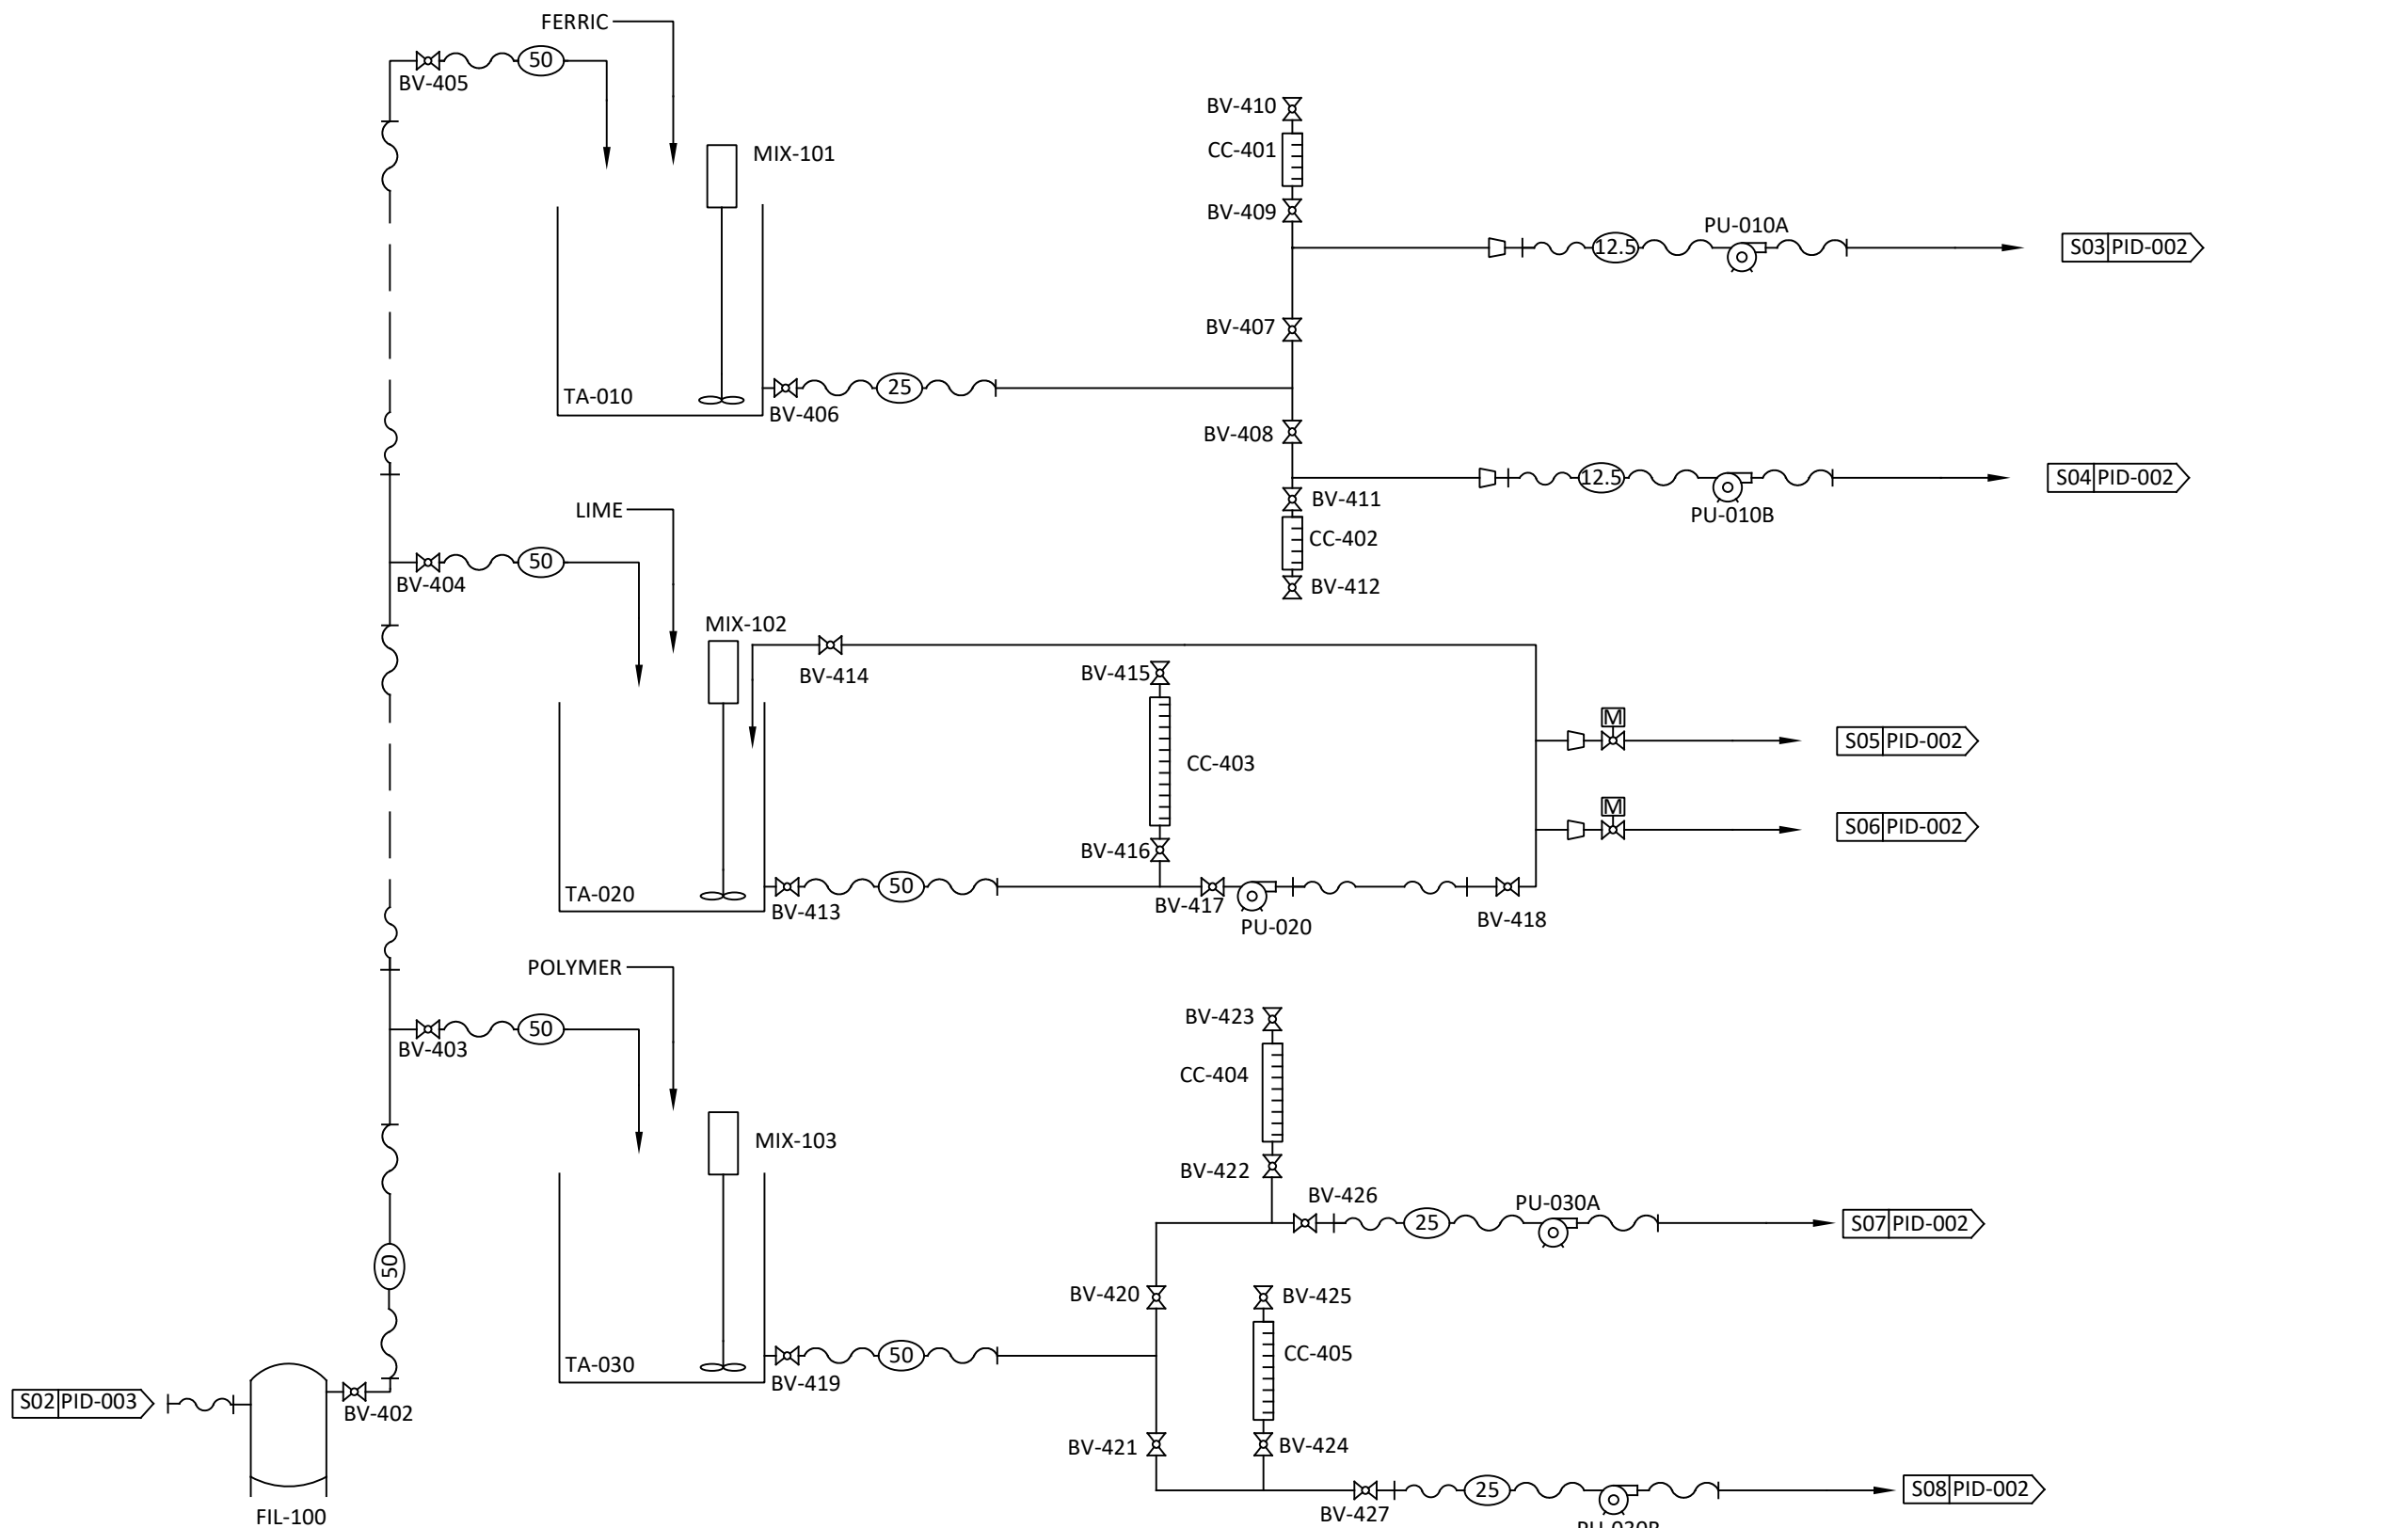 FERRIC
50
BV-405
MIX-101
BV-410
CC-401
BV-409
PU-010A
12.5
S03 PID-002
BV-407
TA-010
BV-406
25
BV-408
12.5
S04 PID-002
BV-411
PU-010B
CC-402
BV-412
LIME
50
BV-404
MIX-102
BV-414
BV-415
CC-403
M
S05 PID-002
M
S06 PID-002
BV-416
TA-020
BV-413
50
BV-417
PU-020
BV-418
POLYMER
50
BV-403
MIX-103
BV-423
CC-404
BV-422
BV-426
25
PU-030A
S07 PID-002
50
BV-420
BV-425
CC-405
TA-030
BV-419
50
S02 PID-003
BV-402
FIL-100
BV-421
BV-424
BV-427
25
S08 PID-002
PU-030B